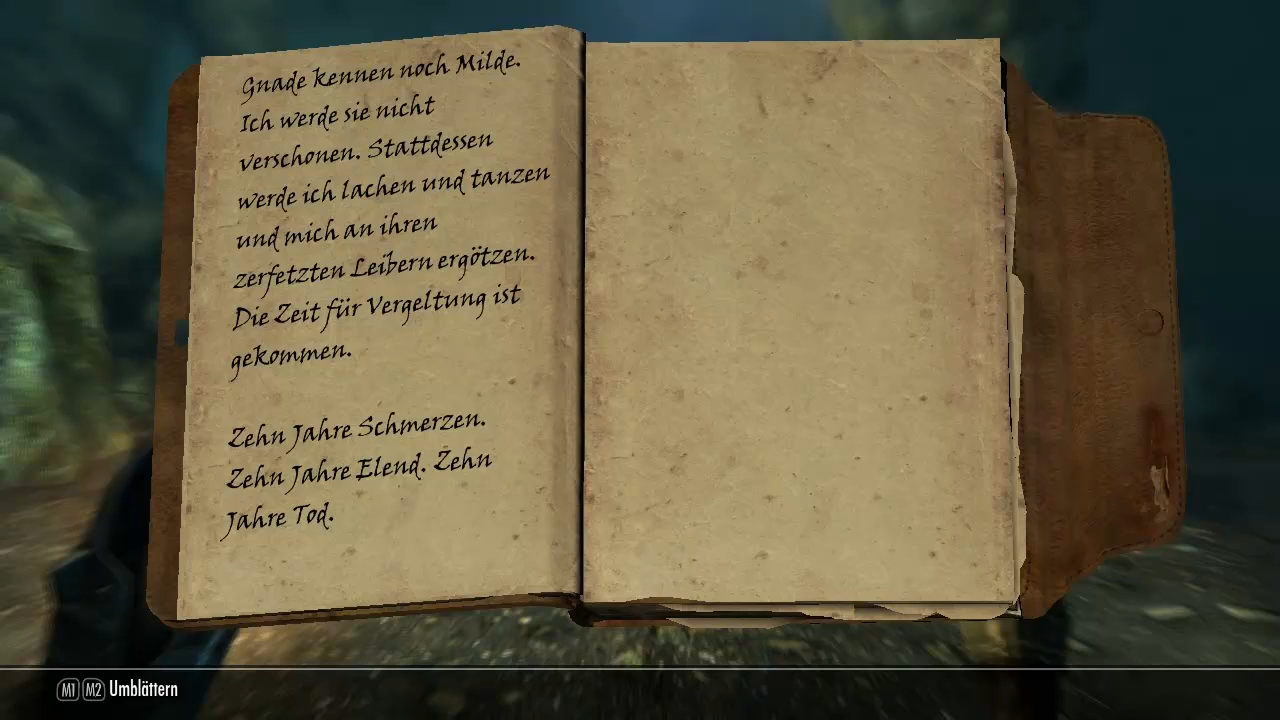 Gnade kennen noch Milde.
Ich werde sie nicht
verschonen. Stattdessen
werde ich lachen und tanzen
und mich an ihren
zerfetzten Leibern ergötzen.
Die Zeit für Vergeltung ist
gekommen.
Zehn Jahre Schmerzen.
Zehn Jahre Elend. Zehn
Jahre Tod.
M1 M2 Umblättern